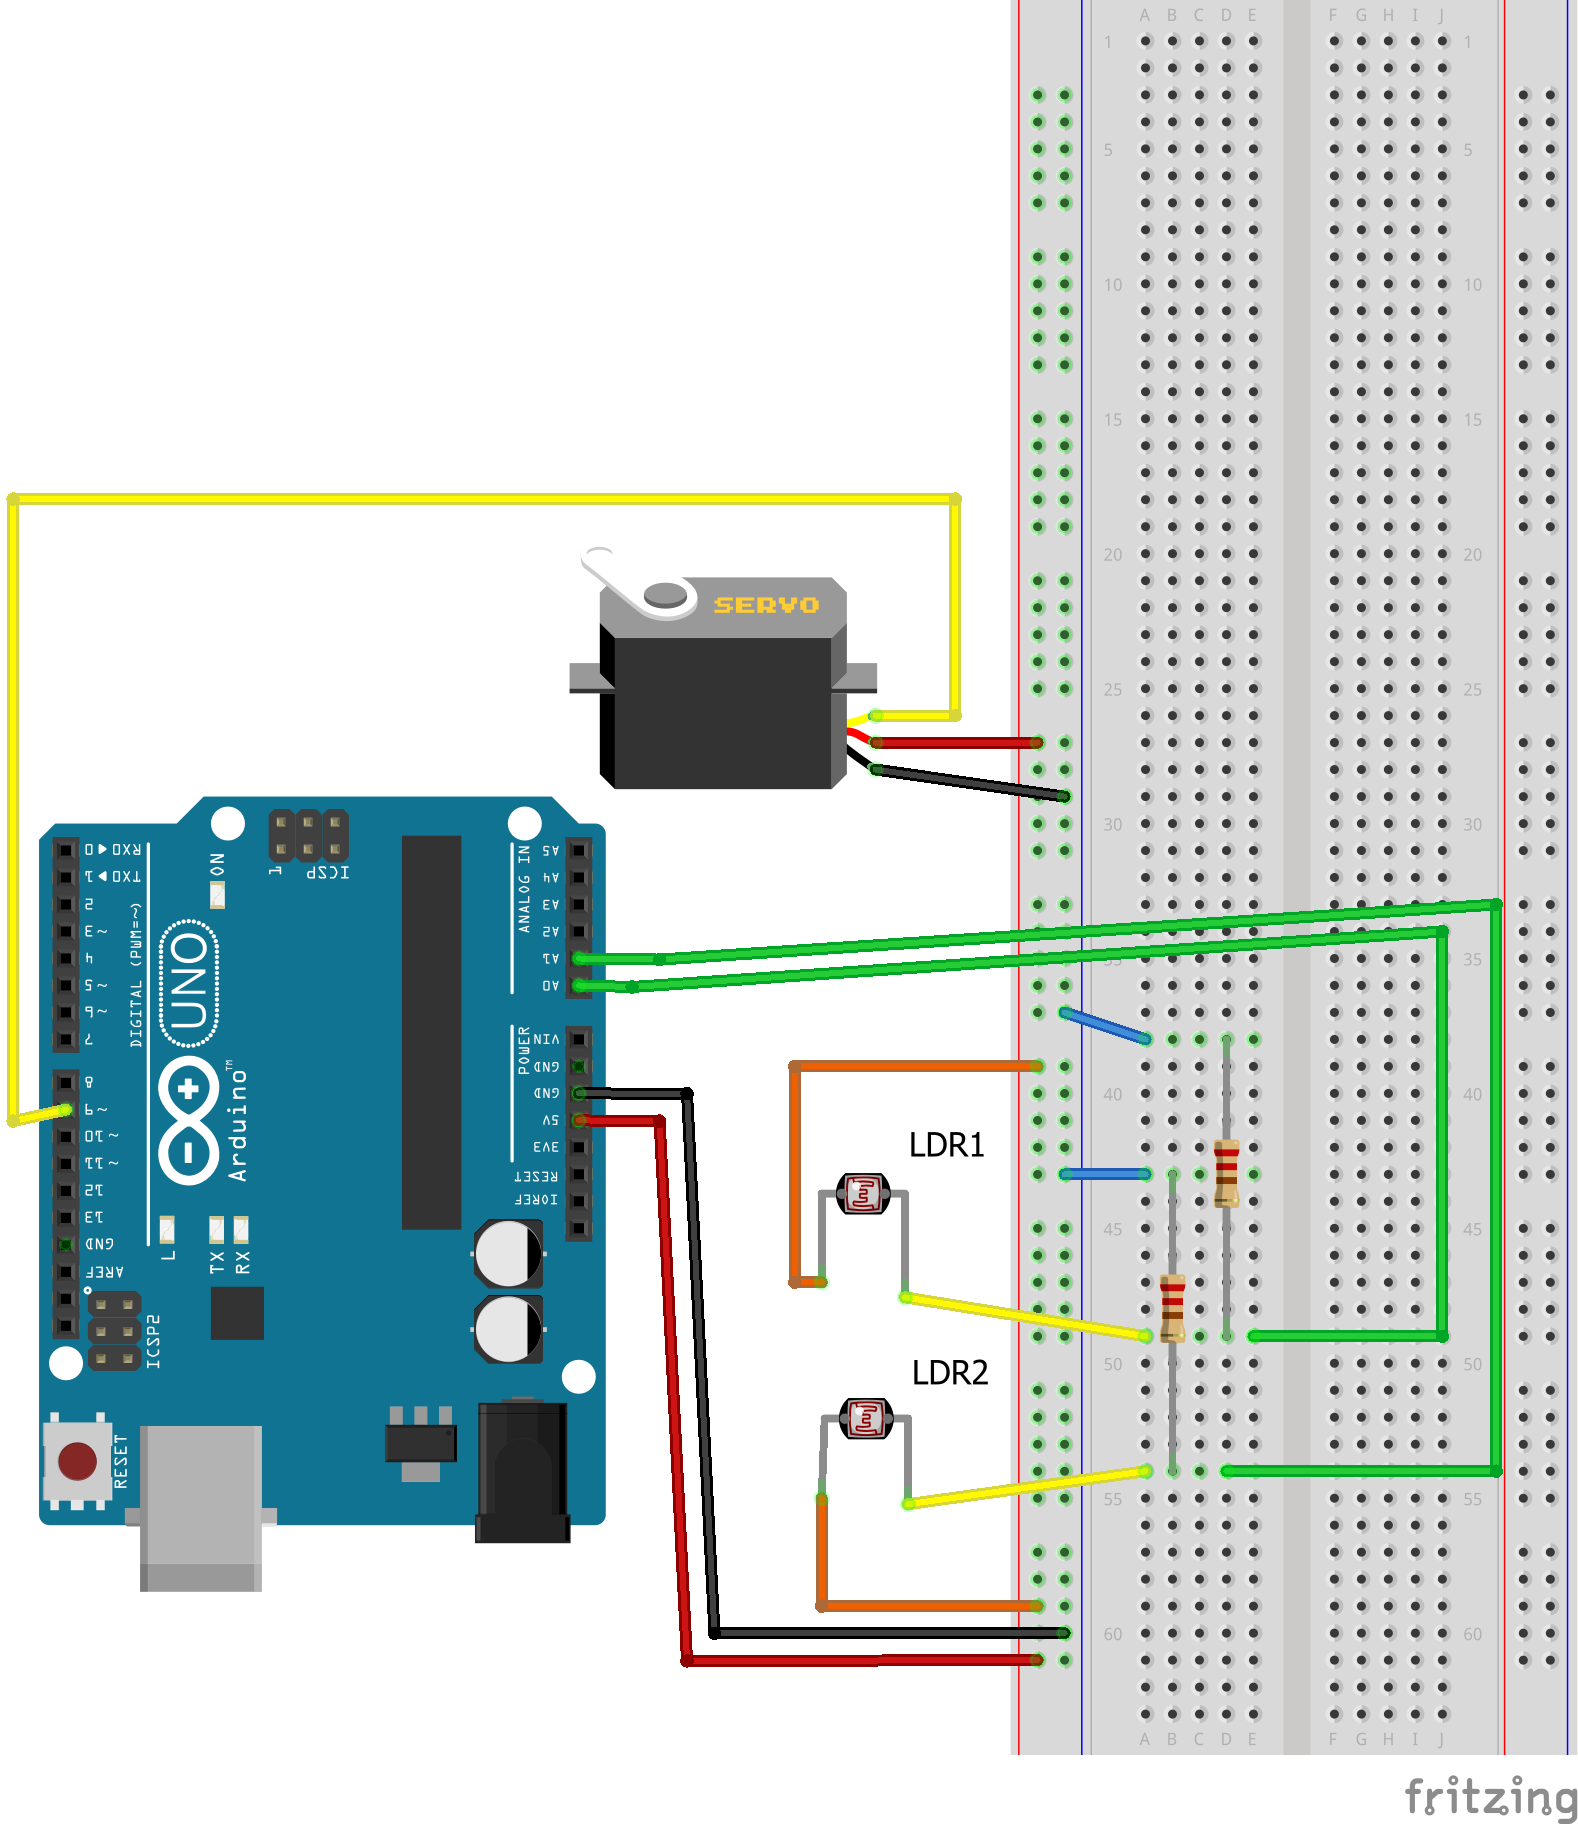 A B C D E F G H I J
1 1
5 5
10 10
15 15
20 20
25 25
30 30
35 35
40 40
45 45
50 50
55 55
60 60
A B C D E F G H I J
SERVO
RX0◄0
TX0►1
2
~3
4
~5
~6
7
8
~9
~10
~11
12
13
GND
AREF
DIGITAL (PWM=~)
ON
1
ICSP
UNO
Arduino™
L
TX
RX
ICSP2
RESET
ANALOG IN
A5
A4
A3
A2
A1
A0
POWER
VIN
GND
GND
5V
3V3
RESET
IOREF
LDR1
LDR2
fritzing